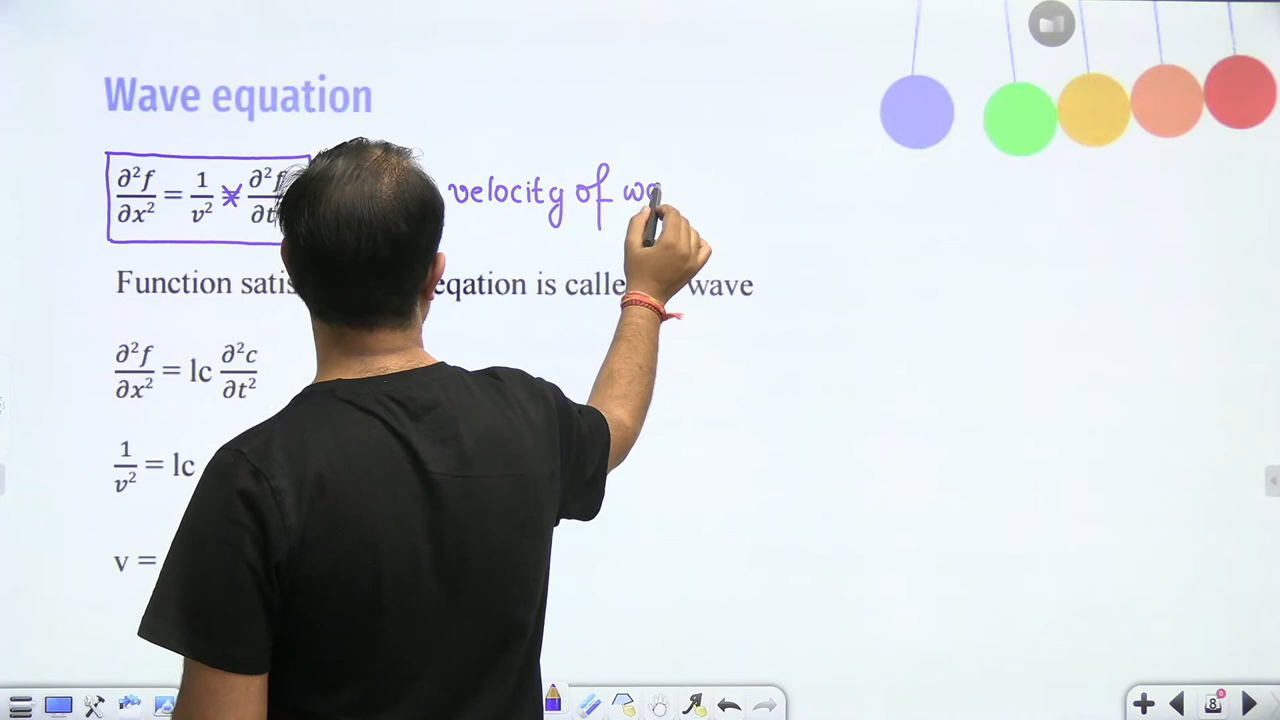 Wave equation
∂²f/∂x² = 1/v² * ∂²f/∂t velocity of wa
Function satis eqation is calle wave
∂²f/∂x² = lc ∂²c/∂t²
1/v² = lc
v =
8